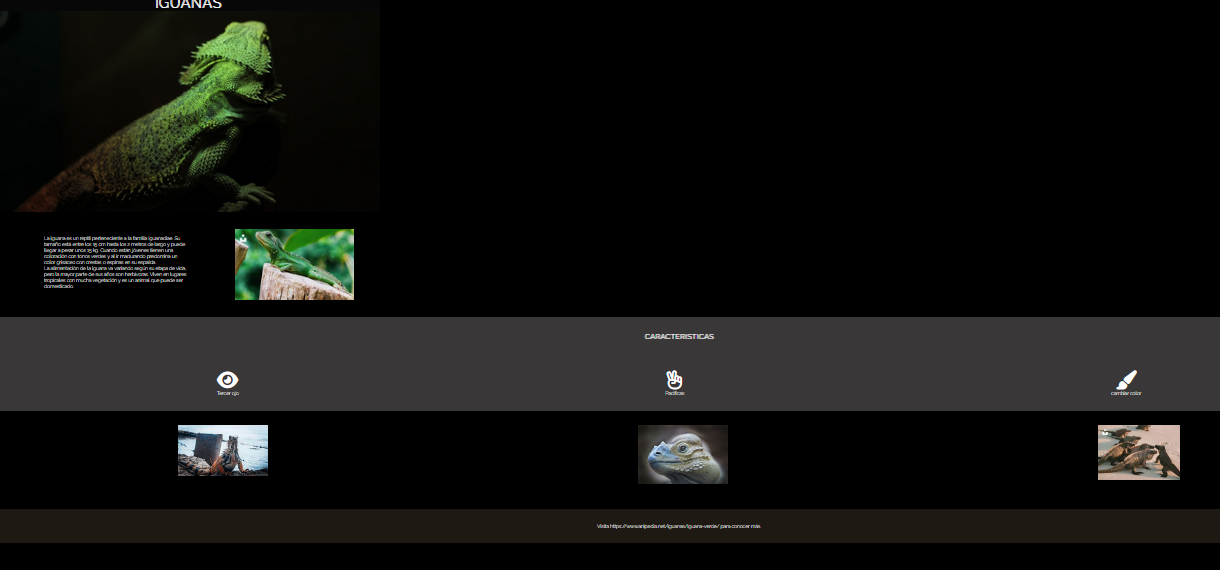 IGUANAS
La iguana es un reptil perteneciente a la familia iguanidae. Su
tamaño está entre los 15 cm hasta los 2 metros de largo y puede
llegar a pesar unos 15 kg. Cuando están jóvenes tienen una
coloración con tonos verdes y al ir madurando predomina un
color grisáceo con crestas o espinas en su espalda.
La alimentación de la iguana va variando según su etapa de vida,
pero la mayor parte de sus años son herbívoras. Viven en lugares
tropicales con mucha vegetación y es un animal que puede ser
domesticado.
CARACTERISTICAS
Tercer ojo
Pacificas
cambiar color
Visita https://www.anipedia.net/iguanas/iguana-verde/ para conocer más.